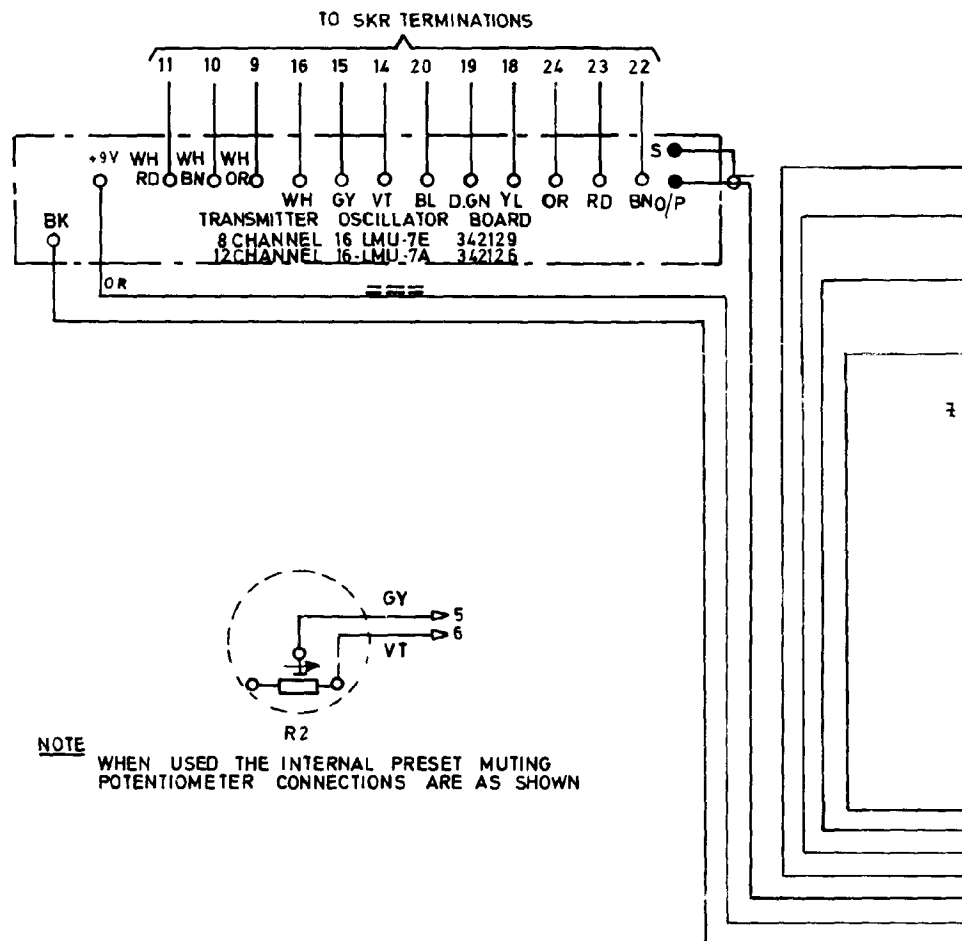 TO SKR TERMINATIONS
11 10 9 16 15 14 20 19 18 24 23 22
+9V WH WH WH S
RD BN OR
WH GY VT BL D.GN YL OR RD BN O/P
BK
TRANSMITTER OSCILLATOR BOARD
8 CHANNEL 16 LMU-7E 342129
12 CHANNEL 16-LMU-7A 342126
OR
GY 5
VT 6
R2
NOTE
WHEN USED THE INTERNAL PRESET MUTING
POTENTIOMETER CONNECTIONS ARE AS SHOWN